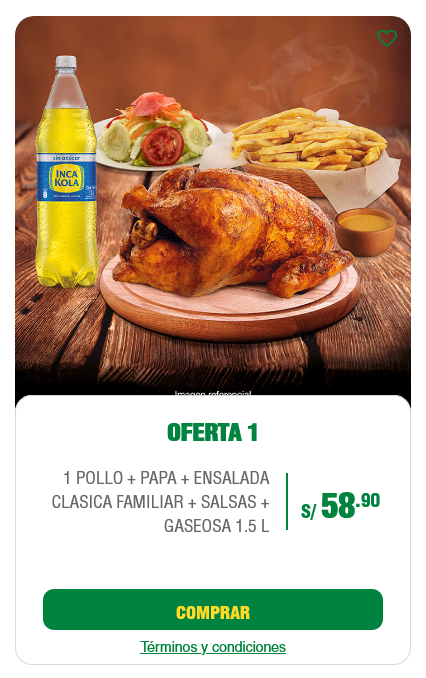 sin azúcar
INCA
KOLA
Imagen referencial
OFERTA 1
1 POLLO + PAPA + ENSALADA
CLASICA FAMILIAR + SALSAS +
GASEOSA 1.5 L
S/ 58.90
COMPRAR
Términos y condiciones